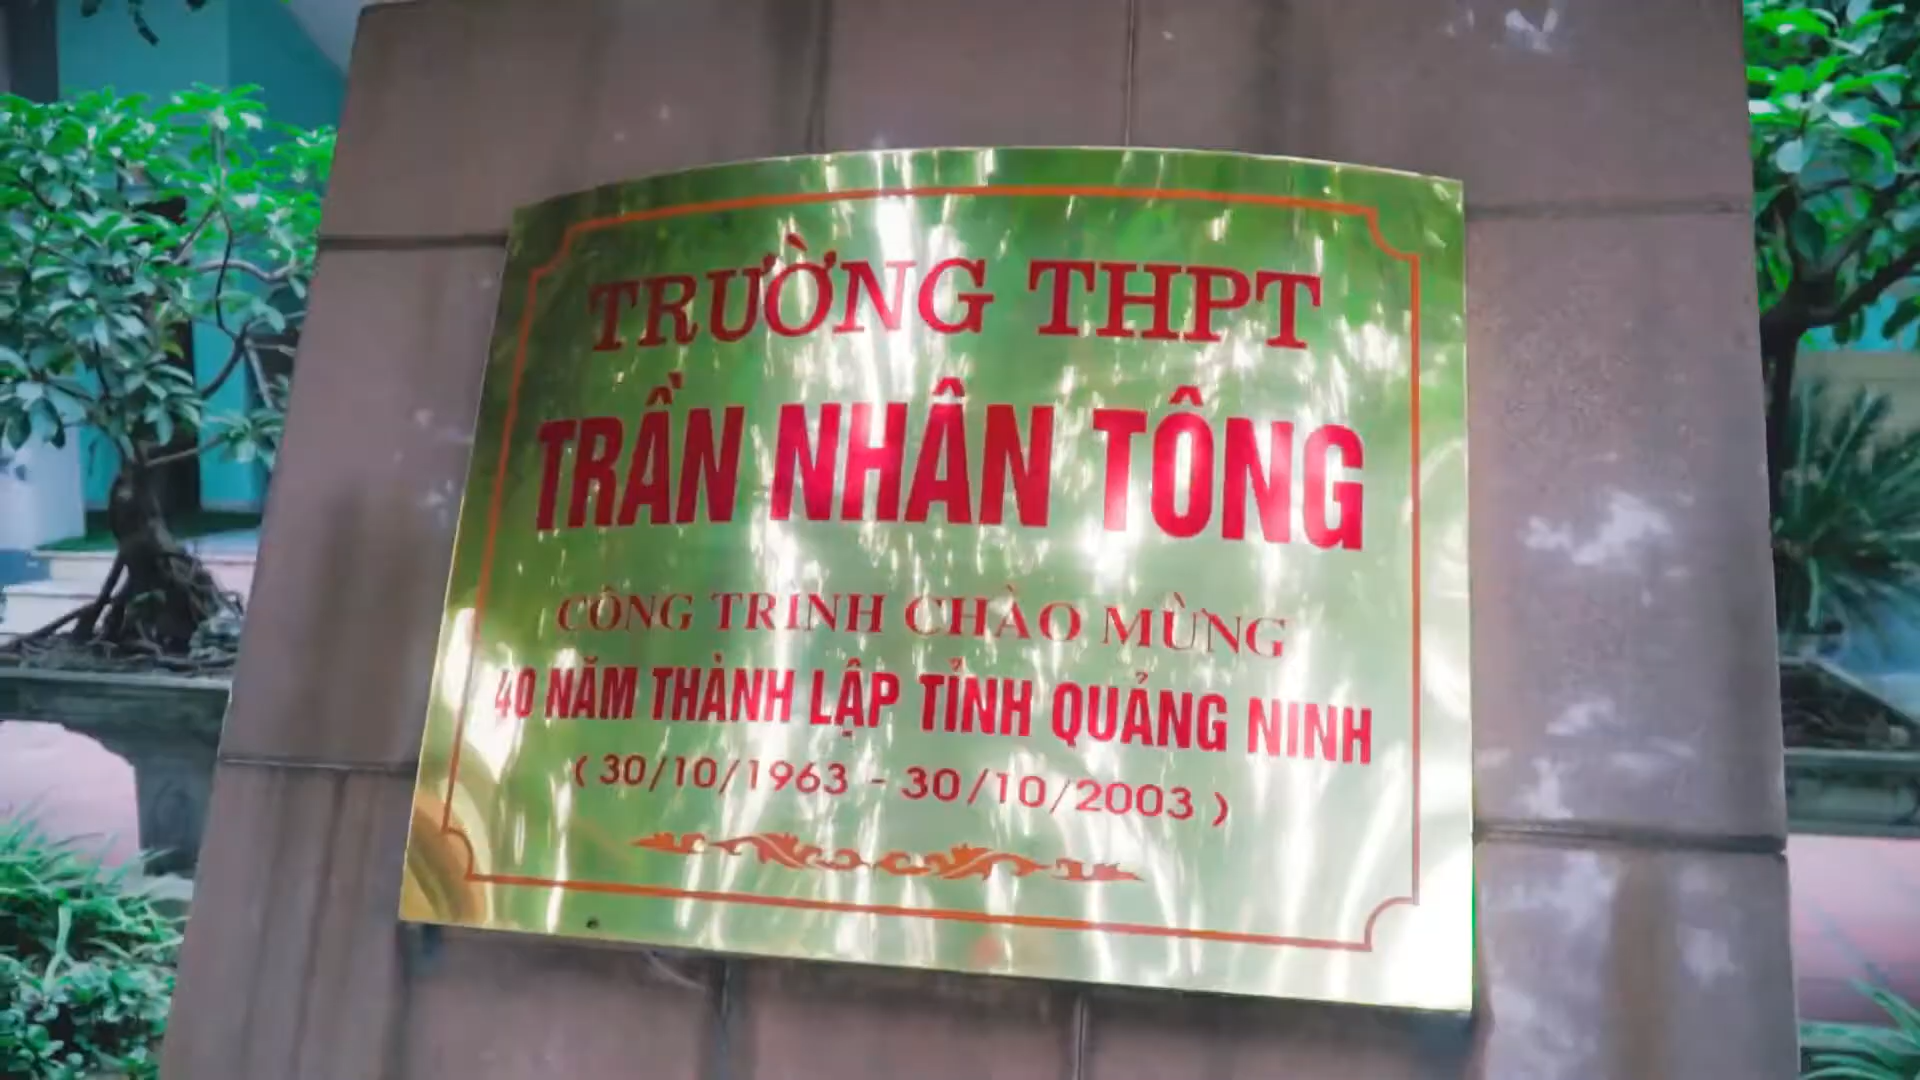 TRƯỜNG THPT
TRẦN NHÂN TÔNG
CÔNG TRÌNH CHÀO MỪNG
40 NĂM THÀNH LẬP TỈNH QUẢNG NINH
( 30/10/1963 - 30/10/2003 )